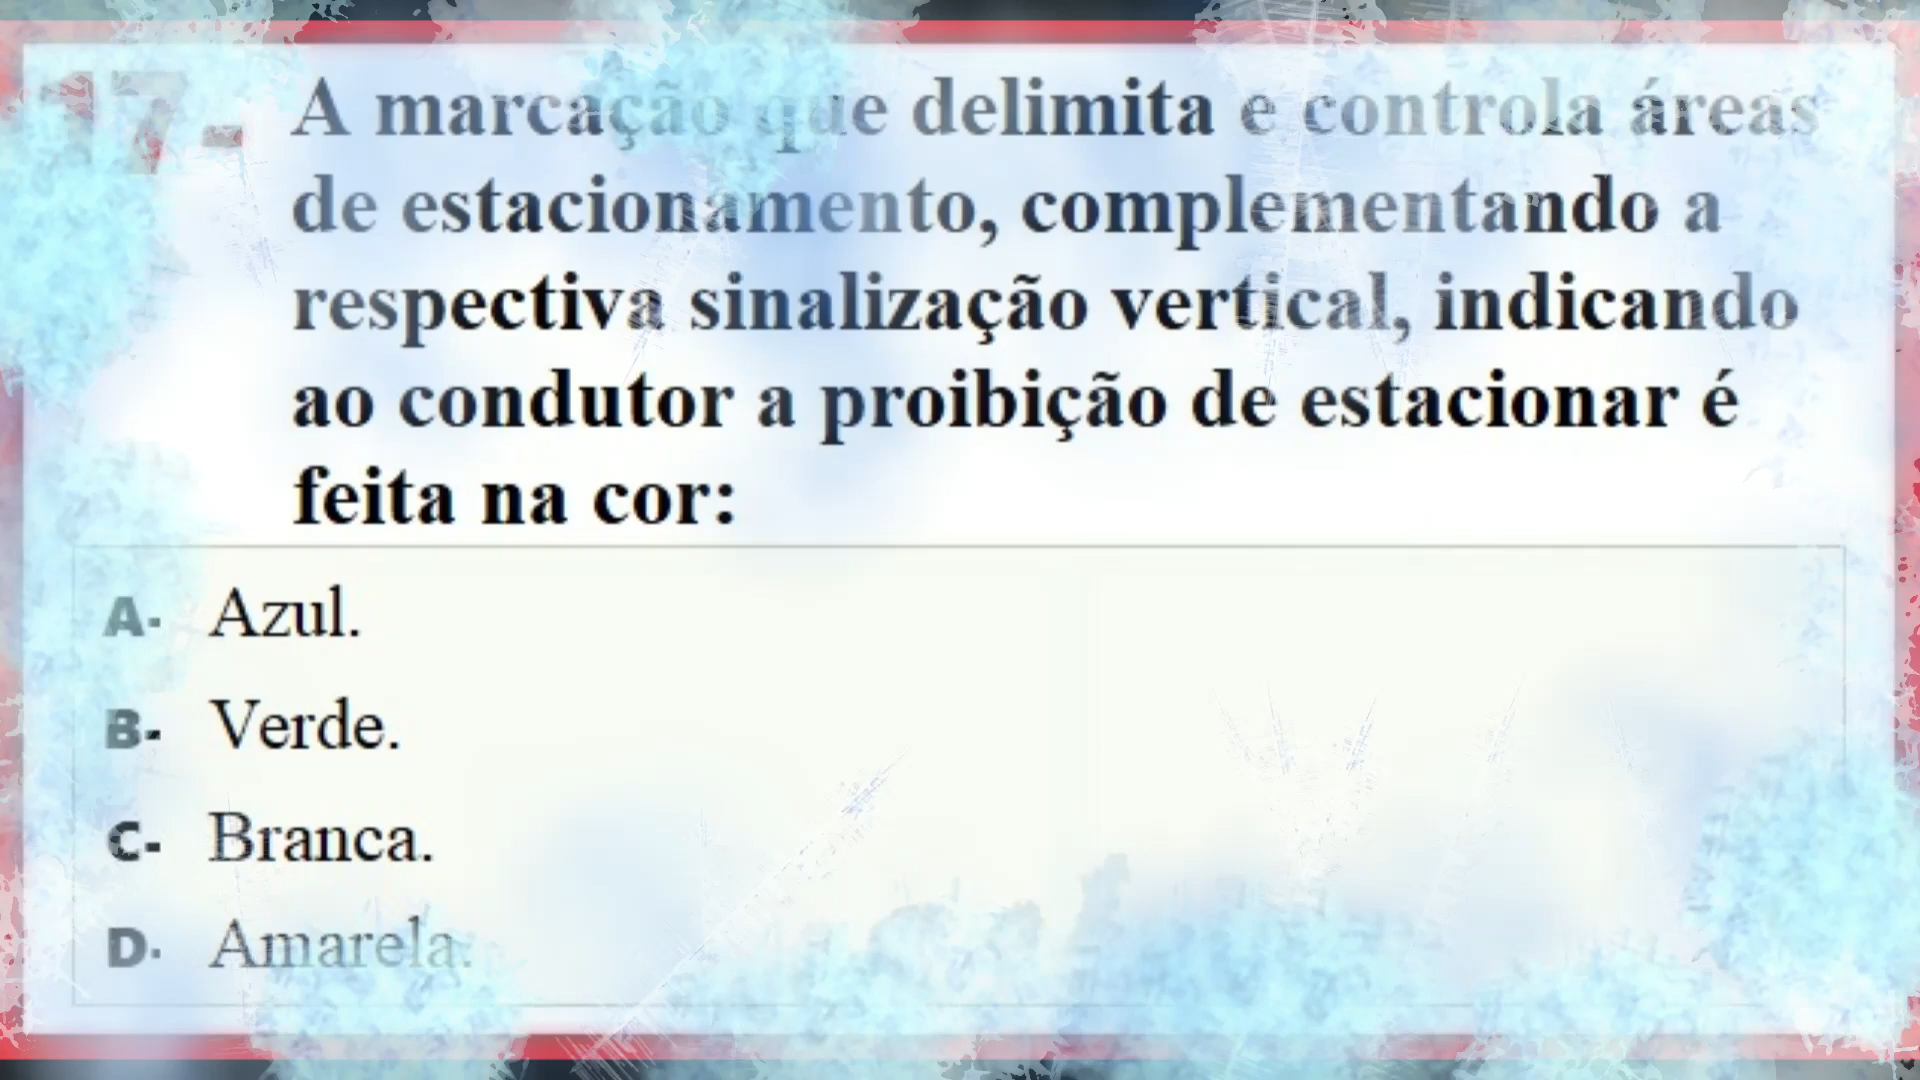 17- A marcação que delimita e controla áreas
de estacionamento, complementando a
respectiva sinalização vertical, indicando
ao condutor a proibição de estacionar é
feita na cor:
A- Azul.
B- Verde.
C- Branca.
D- Amarela.